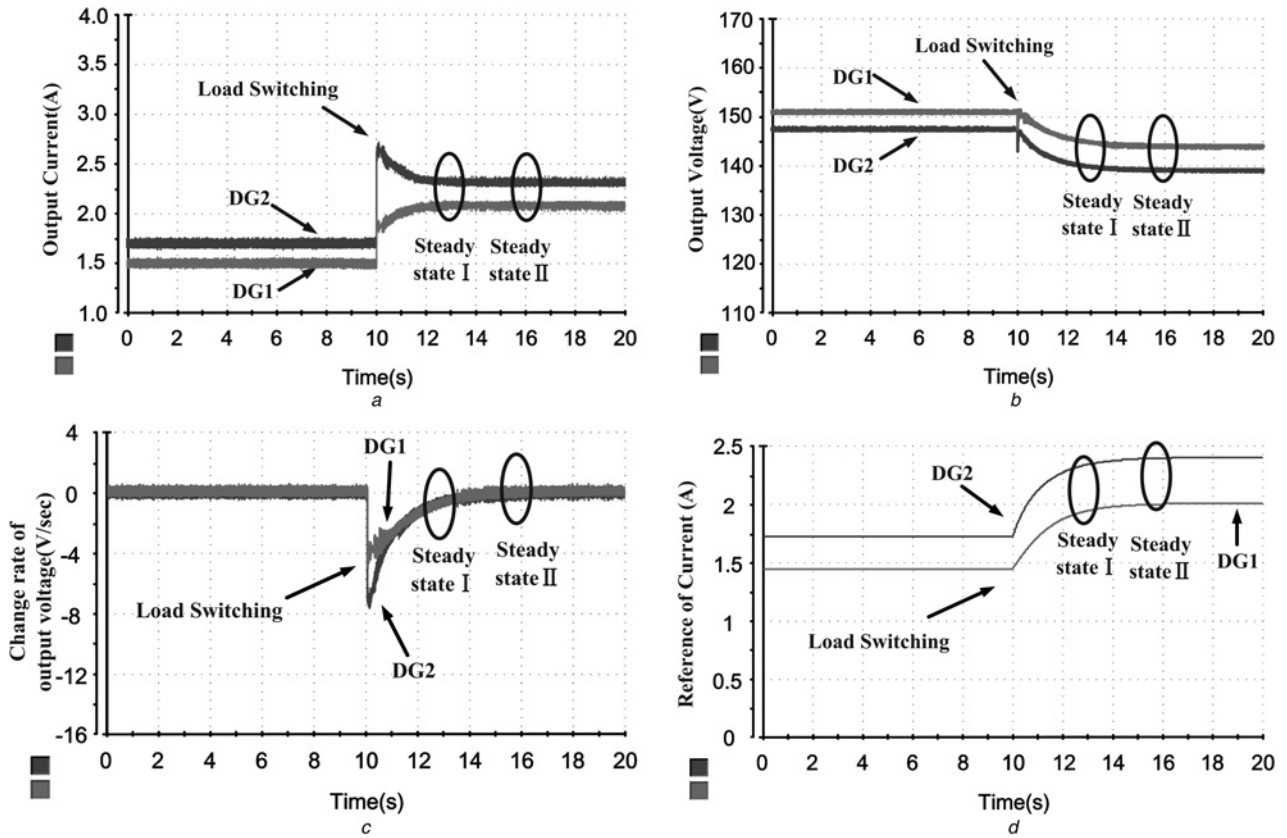 4.0
3.5
3.0
2.5
2.0
1.5
1.0
Output Current(A)
Load Switching
DG2
DG1
Steady
state Ⅰ
Steady
state Ⅱ
0 2 4 6 8 10 12 14 16 18 20
Time(s)
a
170
160
150
140
130
120
110
Output Voltage(V)
Load Switching
DG1
DG2
Steady
state Ⅰ
Steady
state Ⅱ
0 2 4 6 8 10 12 14 16 18 20
Time(s)
b
4
0
-4
-8
-12
-16
Change rate of
output voltage(V/sec)
DG1
Load Switching
DG2
Steady
state Ⅰ
Steady
state Ⅱ
0 2 4 6 8 10 12 14 16 18 20
Time(s)
c
2.5
2
1.5
1
0.5
0
Reference of Current (A)
DG2
Load Switching
Steady
state Ⅰ
Steady
state Ⅱ
DG1
0 2 4 6 8 10 12 14 16 18 20
Time(s)
d